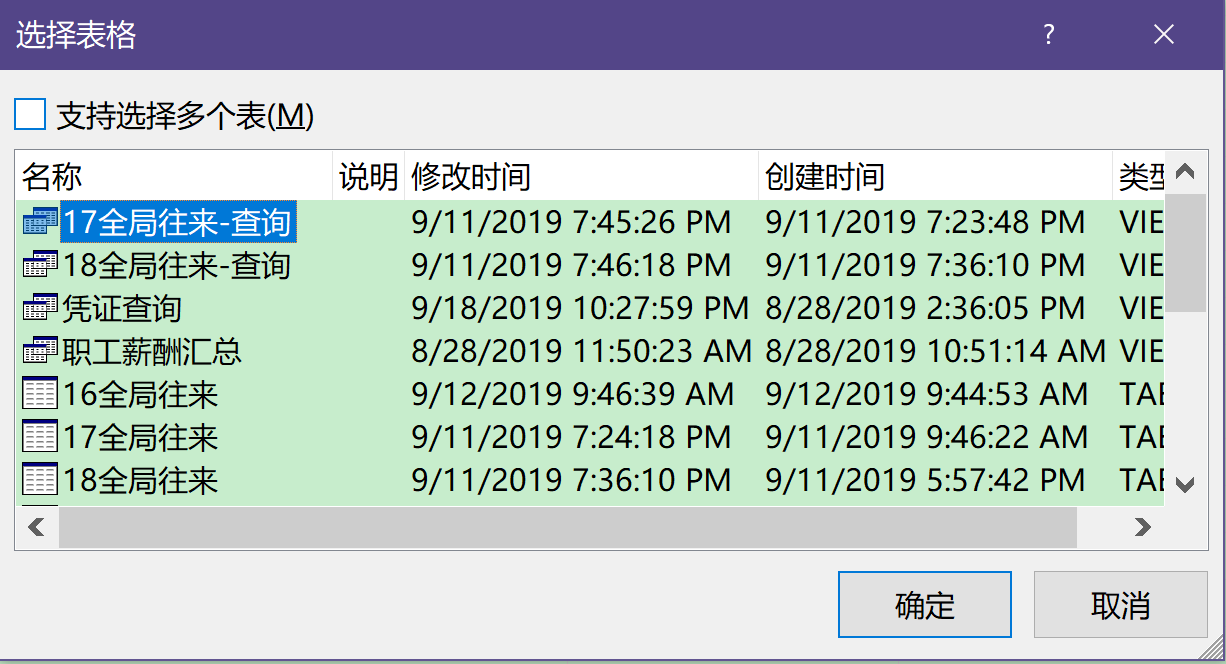 选择表格
支持选择多个表(M)
名称 说明 修改时间 创建时间 类型
17全局往来-查询 9/11/2019 7:45:26 PM 9/11/2019 7:23:48 PM VIE
18全局往来-查询 9/11/2019 7:46:18 PM 9/11/2019 7:36:10 PM VIE
凭证查询 9/18/2019 10:27:59 PM 8/28/2019 2:36:05 PM VIE
职工薪酬汇总 8/28/2019 11:50:23 AM 8/28/2019 10:51:14 AM VIE
16全局往来 9/12/2019 9:46:39 AM 9/12/2019 9:44:53 AM TAE
17全局往来 9/11/2019 7:24:18 PM 9/11/2019 9:46:22 AM TAE
18全局往来 9/11/2019 7:36:10 PM 9/11/2019 5:57:42 PM TAE
确定 取消